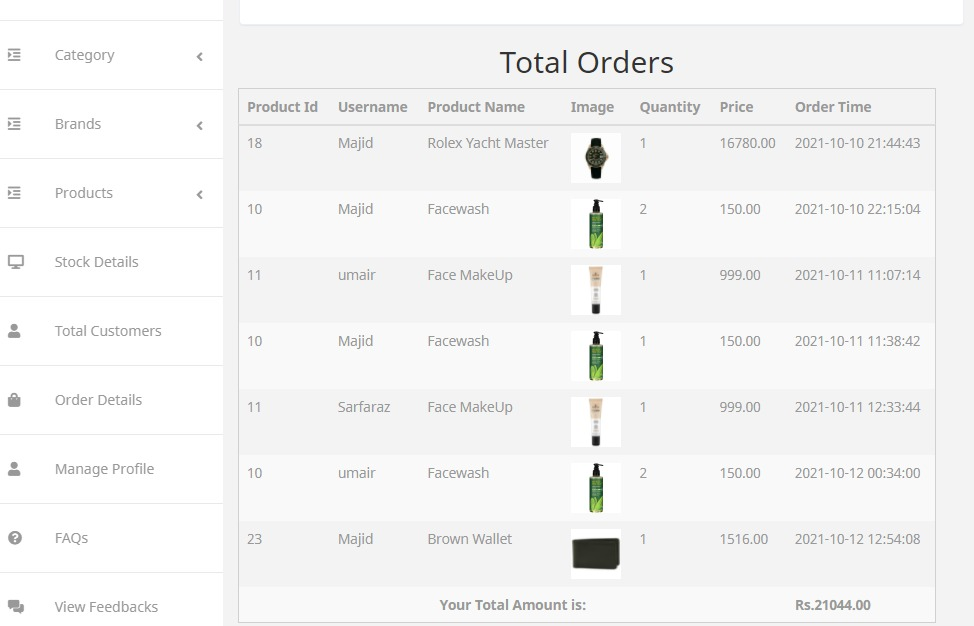 Category
Brands
Products
Stock Details
Total Customers
Order Details
Manage Profile
FAQs
View Feedbacks
Total Orders
Product Id Username Product Name Image Quantity Price Order Time
18 Majid Rolex Yacht Master 1 16780.00 2021-10-10 21:44:43
10 Majid Facewash 2 150.00 2021-10-10 22:15:04
11 umair Face MakeUp 1 999.00 2021-10-11 11:07:14
10 Majid Facewash 1 150.00 2021-10-11 11:38:42
11 Sarfaraz Face MakeUp 1 999.00 2021-10-11 12:33:44
10 umair Facewash 2 150.00 2021-10-12 00:34:00
23 Majid Brown Wallet 1 1516.00 2021-10-12 12:54:08
Your Total Amount is: Rs.21044.00